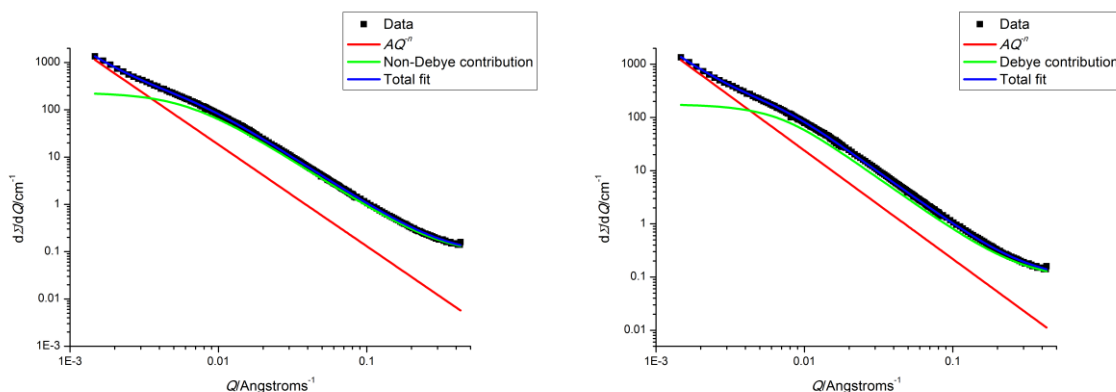 Data
AQ⁻ⁿ
Non-Debye contribution
Total fit
1000
100
10
1
0.1
0.01
1E-3
1E-3
0.01
0.1
dΣ/dQ/cm⁻¹
Q/Angstroms⁻¹
Data
AQ⁻ⁿ
Debye contribution
Total fit
1000
100
10
1
0.1
0.01
1E-3
0.01
0.1
dΣ/dQ/cm⁻¹
Q/Angstroms⁻¹